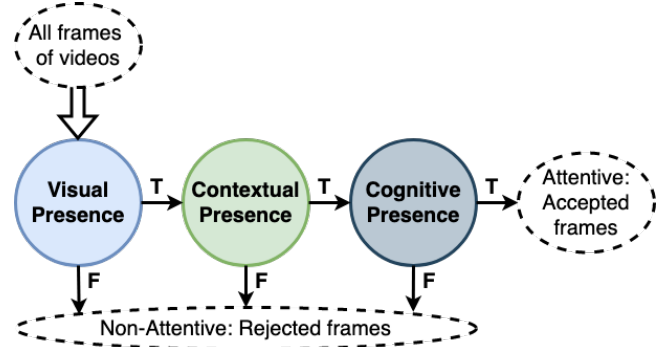 All frames
of videos
Visual
Presence
T
Contextual
Presence
T
Cognitive
Presence
T
Attentive:
Accepted
frames
F
F
F
Non-Attentive: Rejected frames